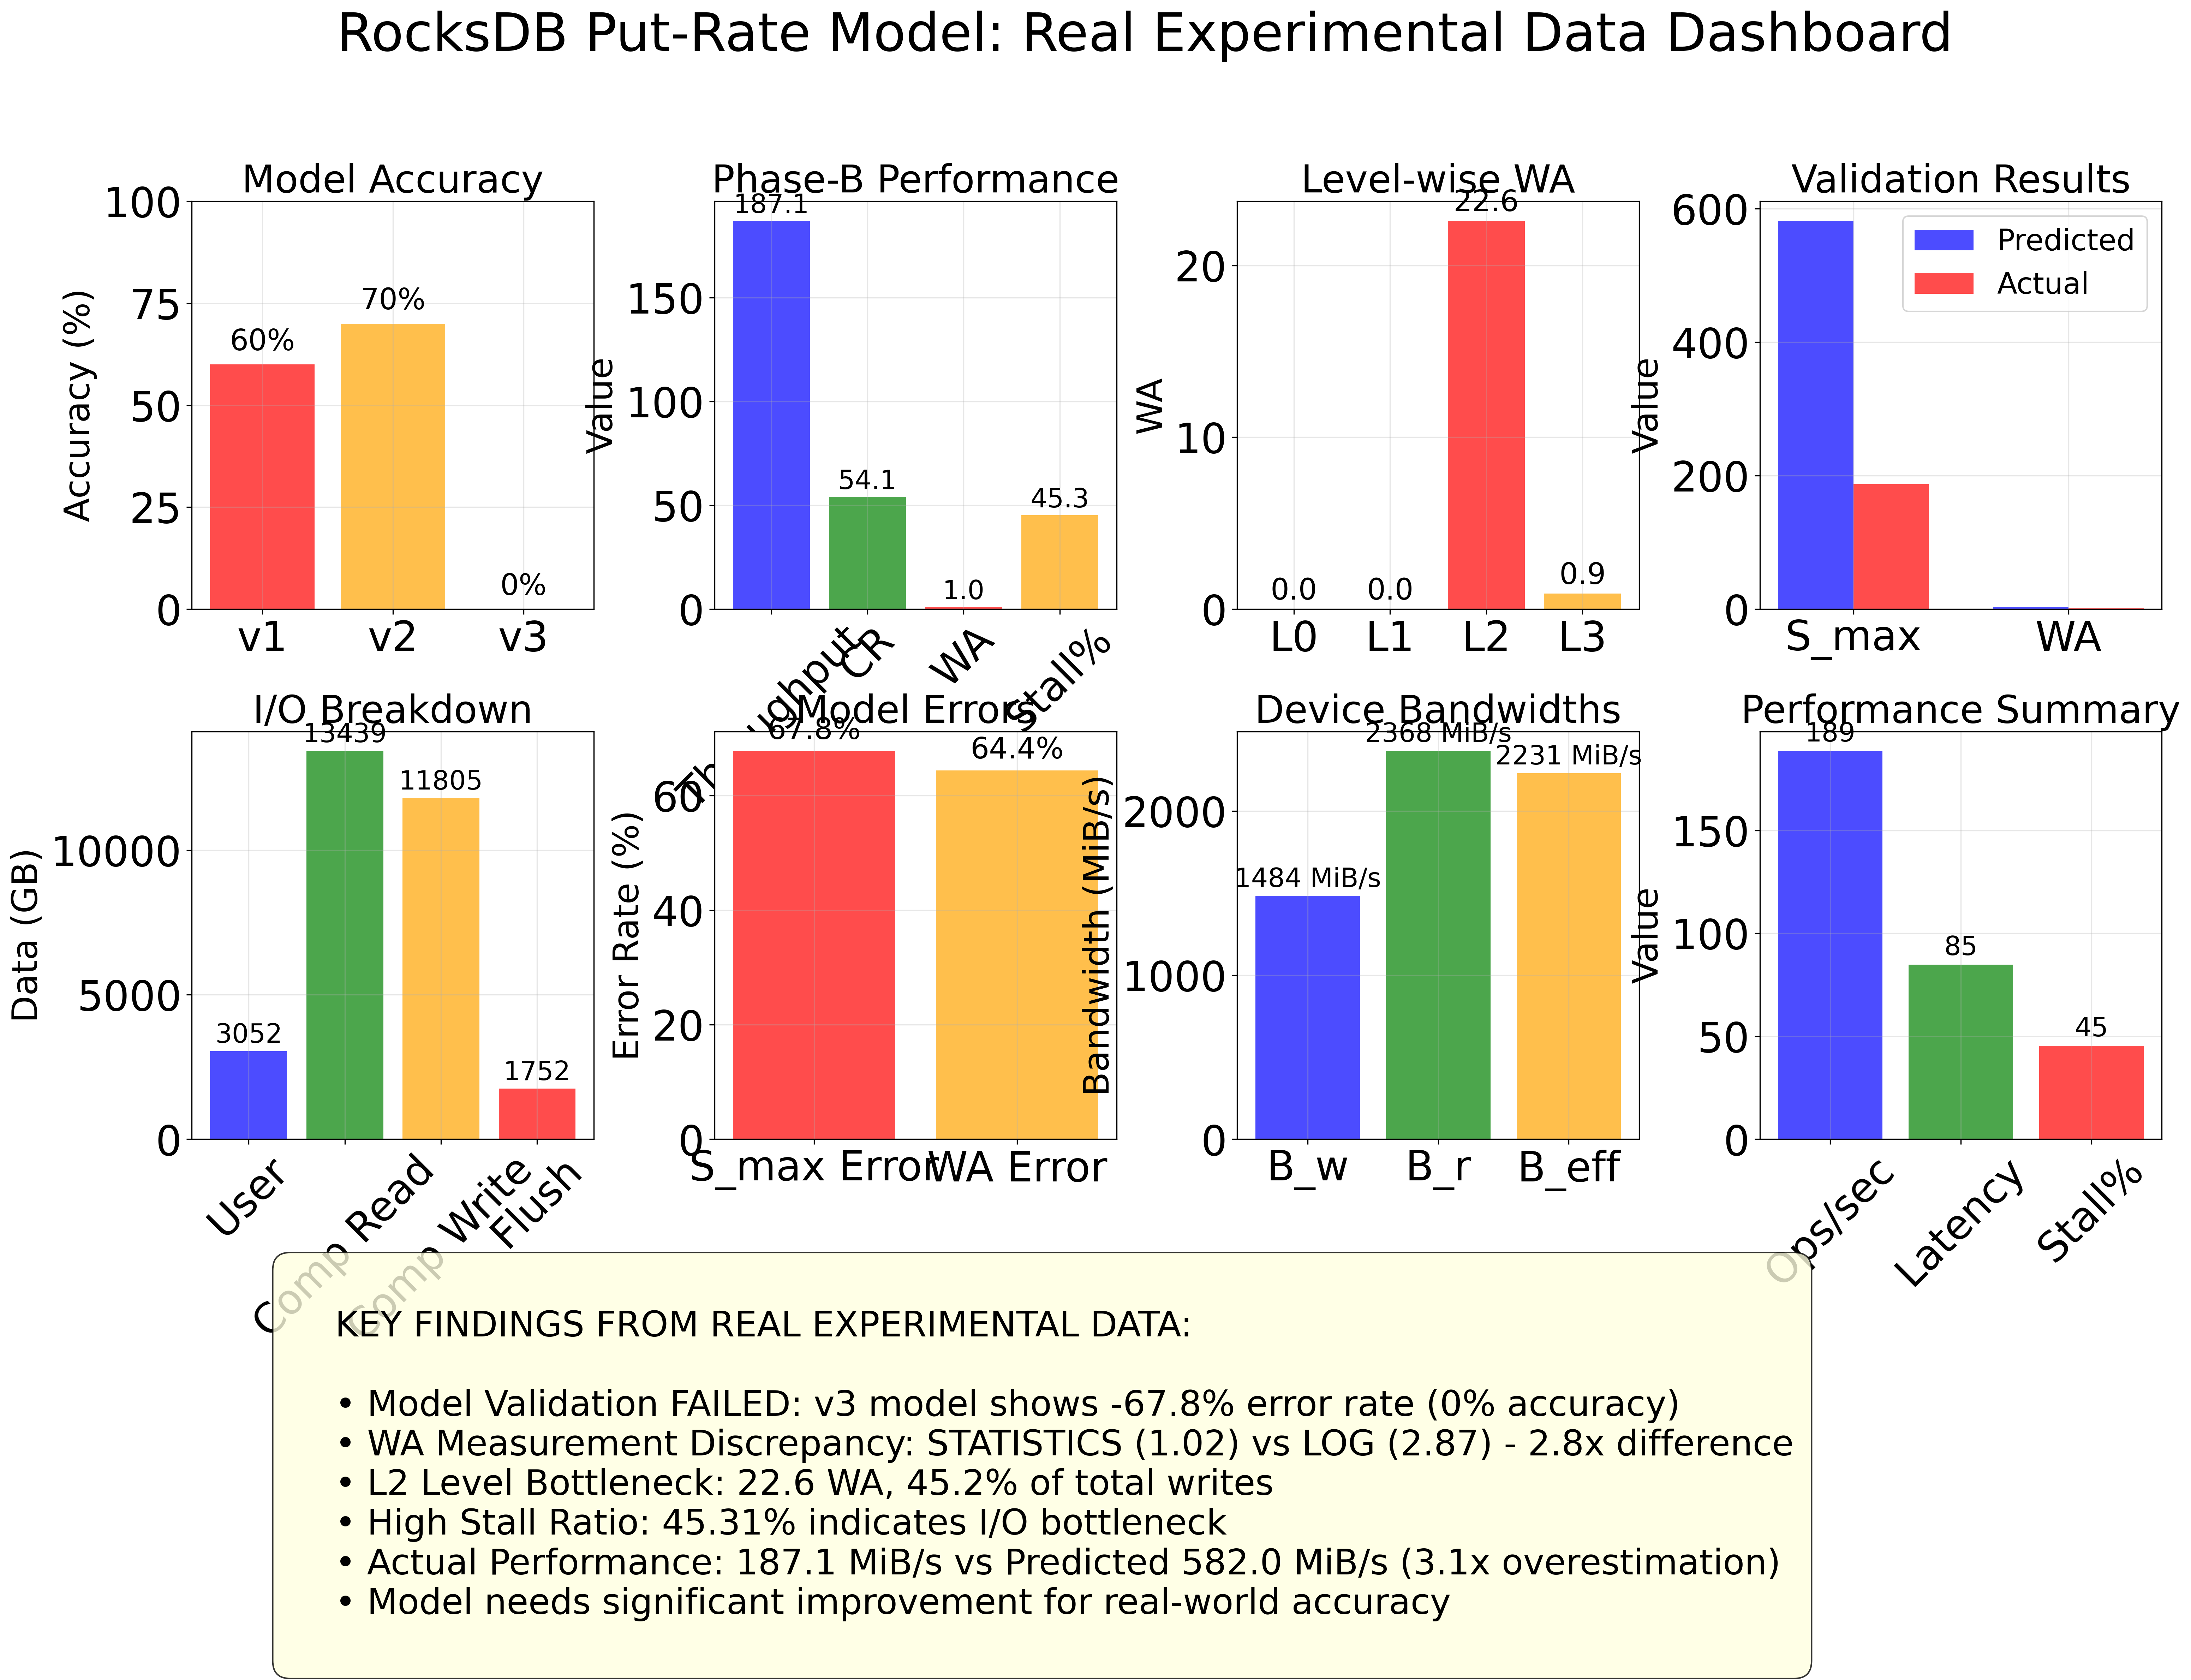 RocksDB Put-Rate Model: Real Experimental Data Dashboard
Model Accuracy
Accuracy (%)
100
75
50
25
0
60%
70%
0%
v1
v2
v3
Phase-B Performance
Value
150
100
50
0
187.1
54.1
1.0
45.3
Throughput
CR
WA
Stall%
Level-wise WA
WA
20
10
0
0.0
0.0
22.6
0.9
L0
L1
L2
L3
Validation Results
Value
600
400
200
0
Predicted
Actual
S_max
WA
I/O Breakdown
Data (GB)
10000
5000
0
3052
13439
11805
1752
User
Comp Read
Comp Write
Flush
Model Errors
Error Rate (%)
60
40
20
0
67.8%
64.4%
S_max Error
WA Error
Device Bandwidths
Bandwidth (MiB/s)
2000
1000
0
1484 MiB/s
2368 MiB/s
2231 MiB/s
B_w
B_r
B_eff
Performance Summary
Value
150
100
50
0
189
85
45
Ops/sec
Latency
Stall%
KEY FINDINGS FROM REAL EXPERIMENTAL DATA:
• Model Validation FAILED: v3 model shows -67.8% error rate (0% accuracy)
• WA Measurement Discrepancy: STATISTICS (1.02) vs LOG (2.87) - 2.8x difference
• L2 Level Bottleneck: 22.6 WA, 45.2% of total writes
• High Stall Ratio: 45.31% indicates I/O bottleneck
• Actual Performance: 187.1 MiB/s vs Predicted 582.0 MiB/s (3.1x overestimation)
• Model needs significant improvement for real-world accuracy